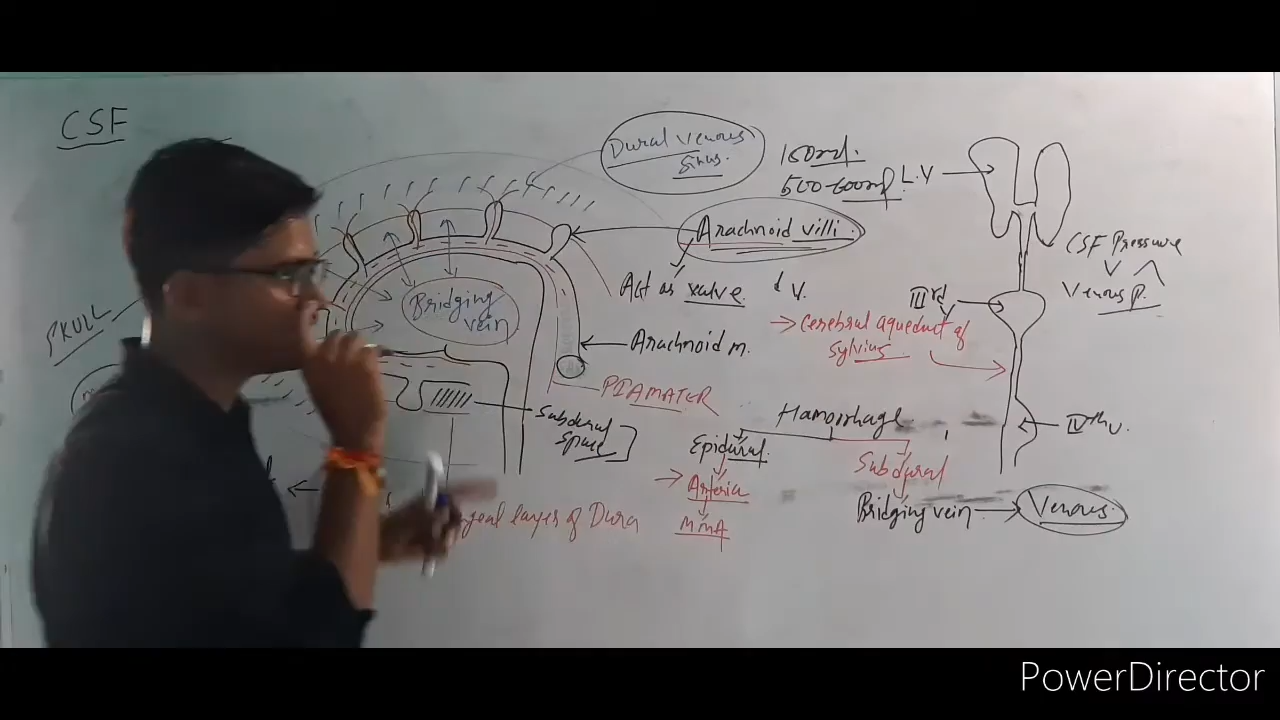 CSF
Dural venous
sinus.
150ml.
500-600ml
L.V
Arachnoid villi
CSF Pressure
Venous P.
Act as valve.
Bridging
vein
IIIrd
V
SKULL
→ Cerebral aqueduct of
Sylvius
Arachnoid m.
PIAMATER
Subdural
Space
Hamorrhage
IVth V.
Epidural.
Subdural
→ Arteria
Bridging vein → Venous
MMA
layer of Dura
PowerDirector